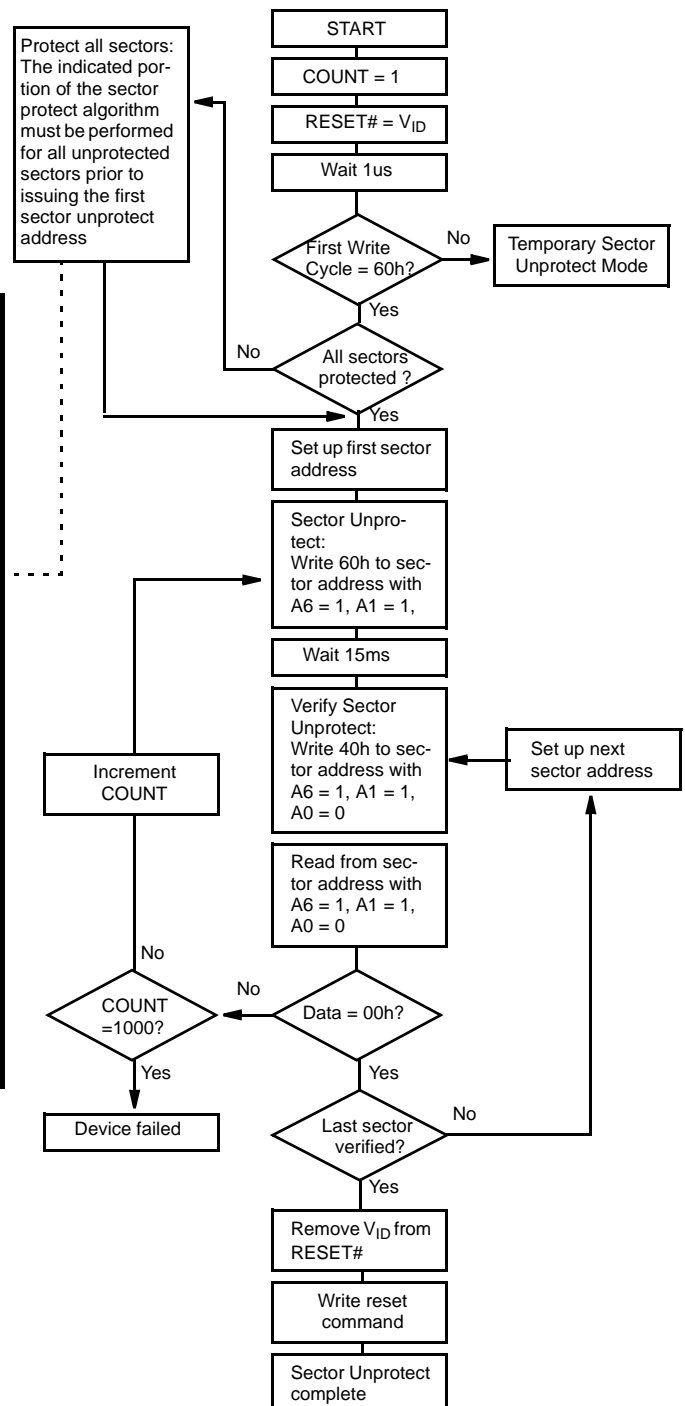 Protect all sectors:
The indicated por-
tion of the sector
protect algorithm
must be performed
for all unprotected
sectors prior to
issuing the first
sector unprotect
address
START
COUNT = 1
RESET# = VID
Wait 1us
First Write
Cycle = 60h?
No
Temporary Sector
Unprotect Mode
Yes
All sectors
protected ?
No
Yes
Set up first sector
address
Sector Unpro-
tect:
Write 60h to sec-
tor address with
A6 = 1, A1 = 1,
Wait 15ms
Verify Sector
Unprotect:
Write 40h to sec-
tor address with
A6 = 1, A1 = 1,
A0 = 0
Set up next
sector address
Increment
COUNT
Read from sec-
tor address with
A6 = 1, A1 = 1,
A0 = 0
No
COUNT
=1000?
No
Data = 00h?
Yes
Yes
Device failed
Last sector
verified?
No
Yes
Remove VID from
RESET#
Write reset
command
Sector Unprotect
complete